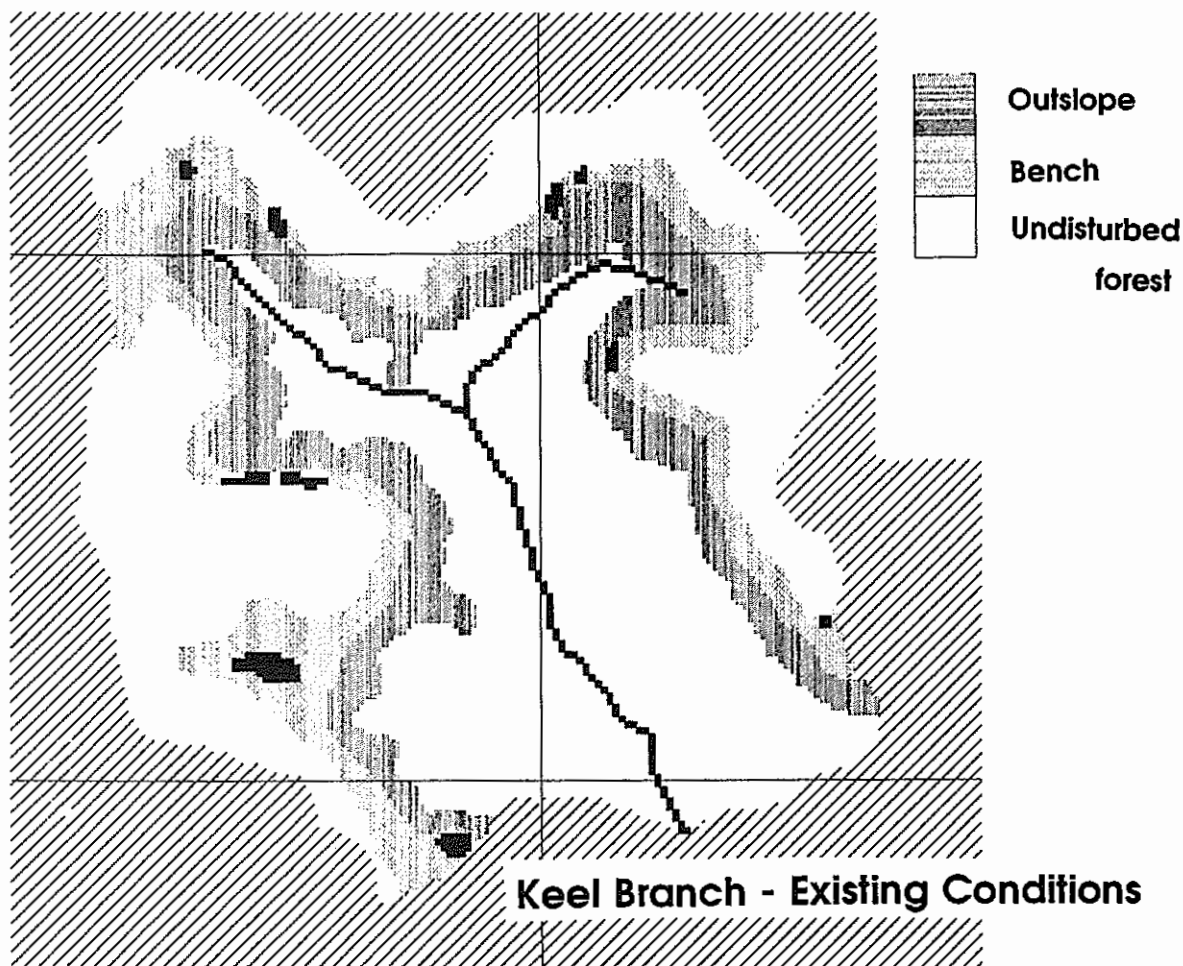 Outslope
Bench
Undisturbed
forest
Keel Branch - Existing Conditions